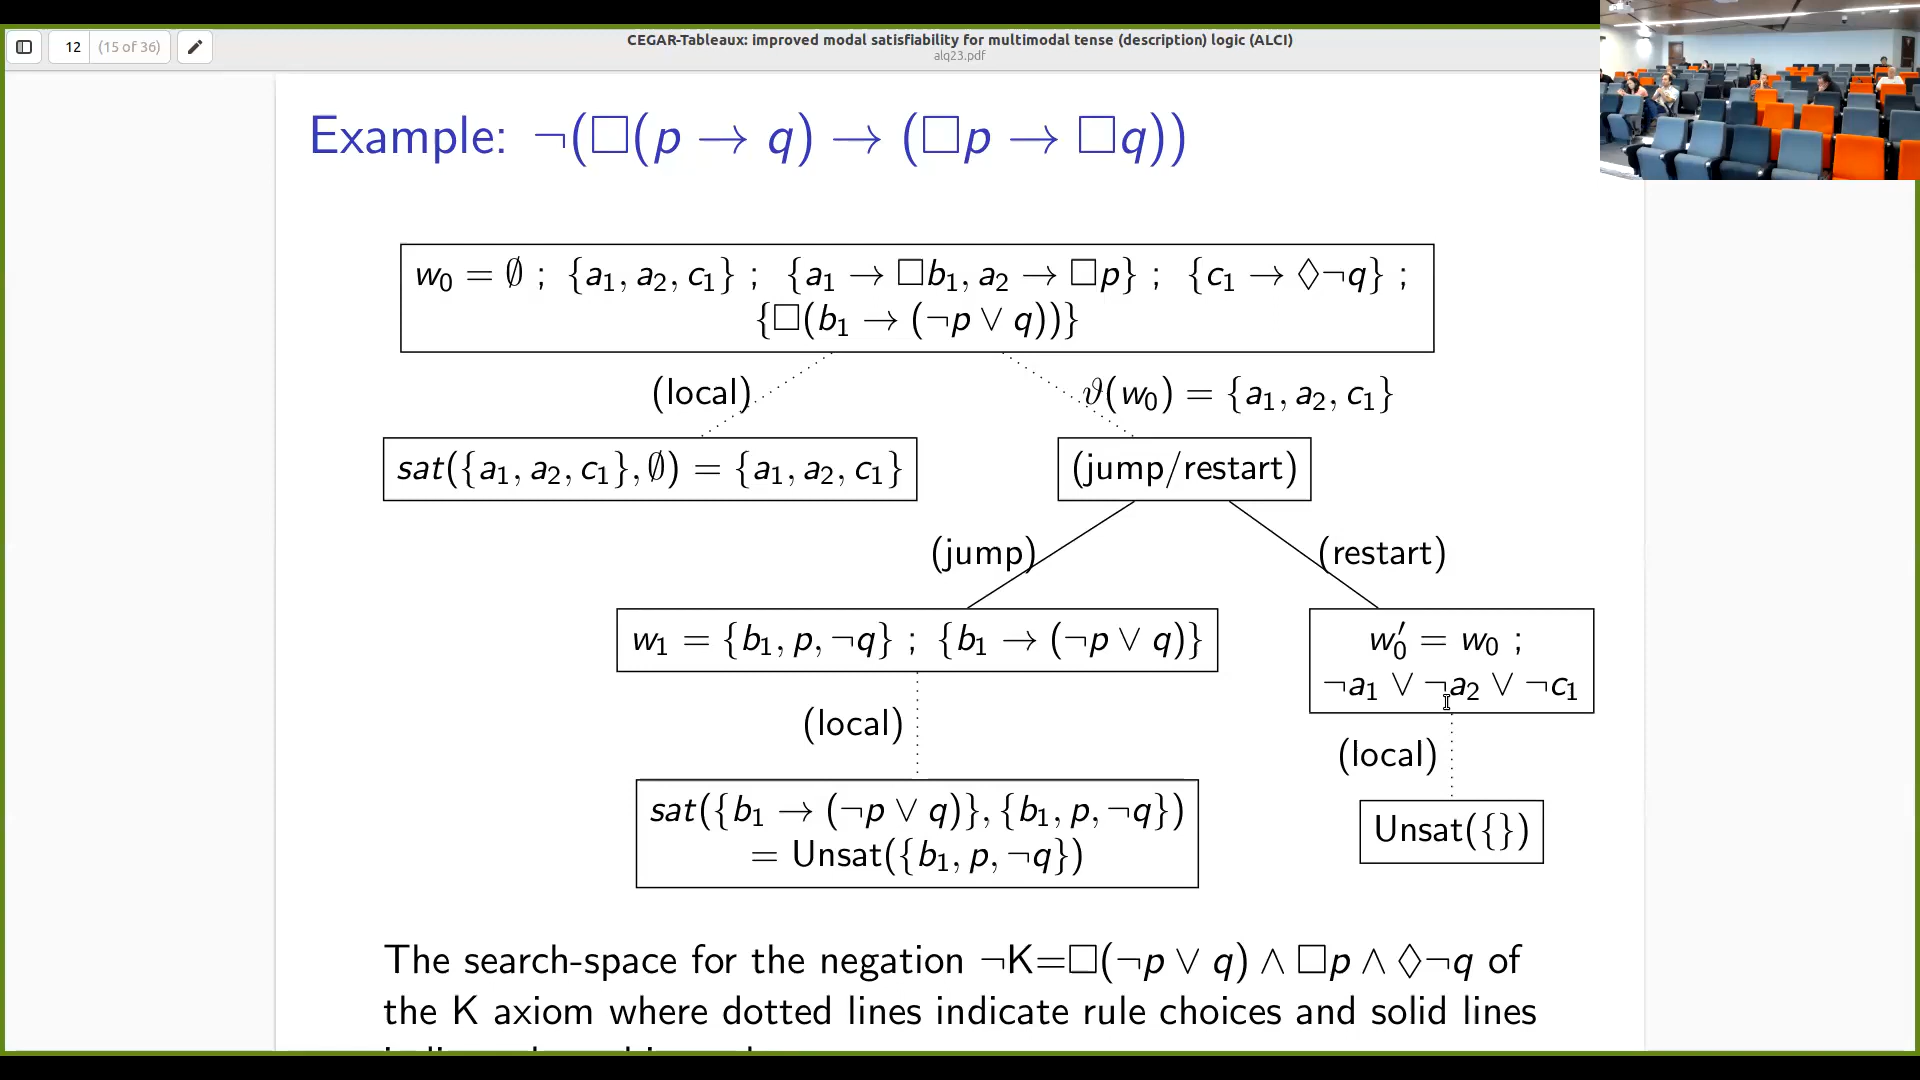 12 (15 of 36)
CEGAR-Tableaux: improved modal satisfiability for multimodal tense (description) logic (ALCI)
alq23.pdf
Example: ¬(□(p → q) → (□p → □q))
w₀ = ∅ ; {a₁, a₂, c₁} ; {a₁ → □b₁, a₂ → □p} ; {c₁ → ◇¬q} ;
{□(b₁ → (¬p ∨ q))}
(local)
ϑ(w₀) = {a₁, a₂, c₁}
sat({a₁, a₂, c₁}, ∅) = {a₁, a₂, c₁}
(jump/restart)
(jump)
(restart)
w₁ = {b₁, p, ¬q} ; {b₁ → (¬p ∨ q)}
w₀′ = w₀ ;
¬a₁ ∨ ¬a₂ ∨ ¬c₁
(local)
(local)
sat({b₁ → (¬p ∨ q)}, {b₁, p, ¬q})
= Unsat({b₁, p, ¬q})
Unsat({})
The search-space for the negation ¬K=□(¬p ∨ q) ∧ □p ∧ ◇¬q of
the K axiom where dotted lines indicate rule choices and solid lines